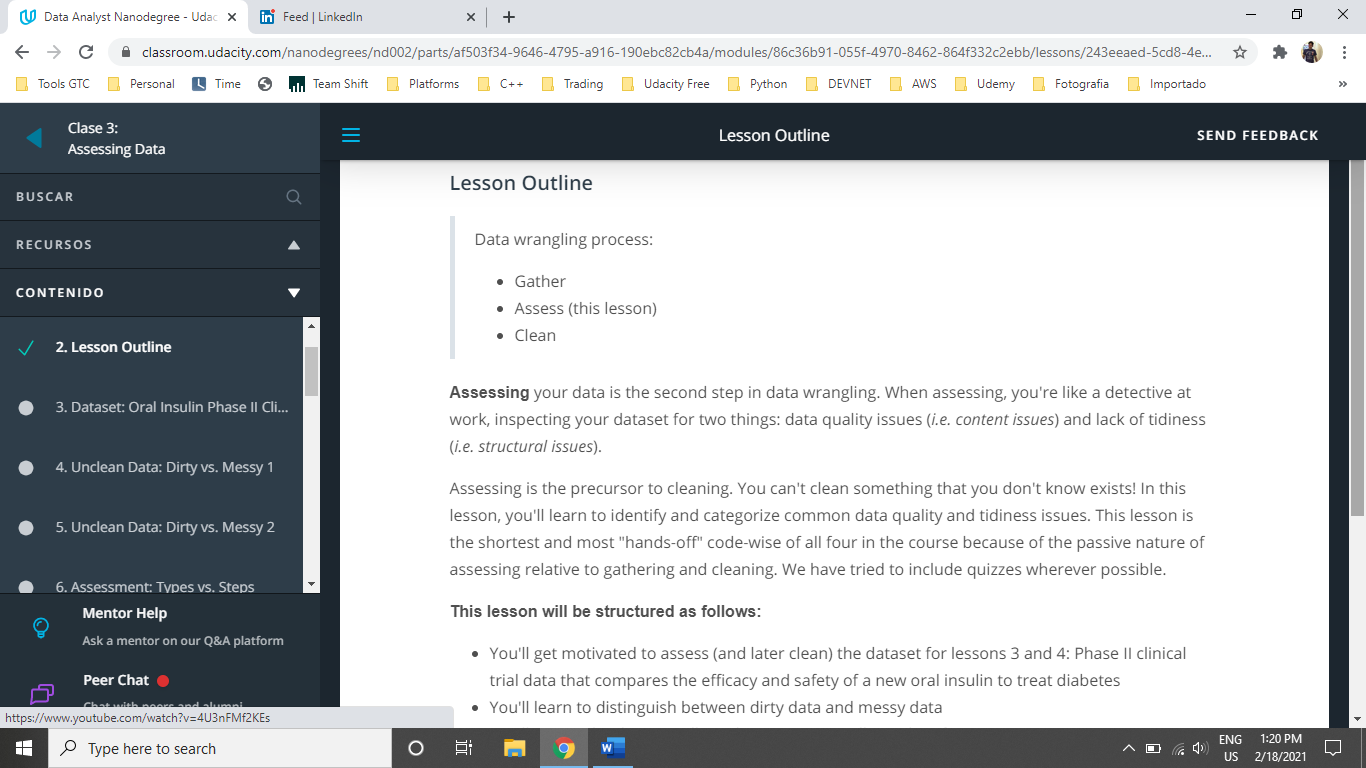 Data Analyst Nanodegree - Udac
Feed | LinkedIn
classroom.udacity.com/nanodegrees/nd002/parts/af503f34-9646-4795-a916-190ebc82cb4a/modules/86c36b91-055f-4970-8462-864f332c2ebb/lessons/243eeaed-5cd8-4e...
Tools GTC
Personal
Time
Team Shift
Platforms
C++
Trading
Udacity Free
Python
DEVNET
AWS
Udemy
Fotografia
Importado
Clase 3:
Assessing Data
BUSCAR
RECURSOS
CONTENIDO
2. Lesson Outline
3. Dataset: Oral Insulin Phase II Cli...
4. Unclean Data: Dirty vs. Messy 1
5. Unclean Data: Dirty vs. Messy 2
6. Assessment: Types vs. Steps
Mentor Help
Ask a mentor on our Q&A platform
Peer Chat
Chat with peers and alumni
https://www.youtube.com/watch?v=4U3nFMf2KEs
Lesson Outline
SEND FEEDBACK
Lesson Outline
Data wrangling process:
• Gather
• Assess (this lesson)
• Clean
Assessing your data is the second step in data wrangling. When assessing, you're like a detective at
work, inspecting your dataset for two things: data quality issues (i.e. content issues) and lack of tidiness
(i.e. structural issues).
Assessing is the precursor to cleaning. You can't clean something that you don't know exists! In this
lesson, you'll learn to identify and categorize common data quality and tidiness issues. This lesson is
the shortest and most "hands-off" code-wise of all four in the course because of the passive nature of
assessing relative to gathering and cleaning. We have tried to include quizzes wherever possible.
This lesson will be structured as follows:
• You'll get motivated to assess (and later clean) the dataset for lessons 3 and 4: Phase II clinical
trial data that compares the efficacy and safety of a new oral insulin to treat diabetes
• You'll learn to distinguish between dirty data and messy data
Type here to search
ENG
US
1:20 PM
2/18/2021